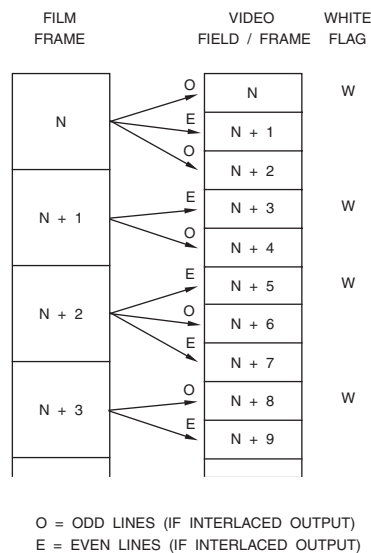 FILM FRAME
VIDEO FIELD / FRAME
WHITE FLAG
N
O
N
W
E
N + 1
O
N + 2
N + 1
E
N + 3
W
O
N + 4
N + 2
E
N + 5
W
O
N + 6
E
N + 7
N + 3
O
N + 8
W
E
N + 9
O = ODD LINES (IF INTERLACED OUTPUT)
E = EVEN LINES (IF INTERLACED OUTPUT)